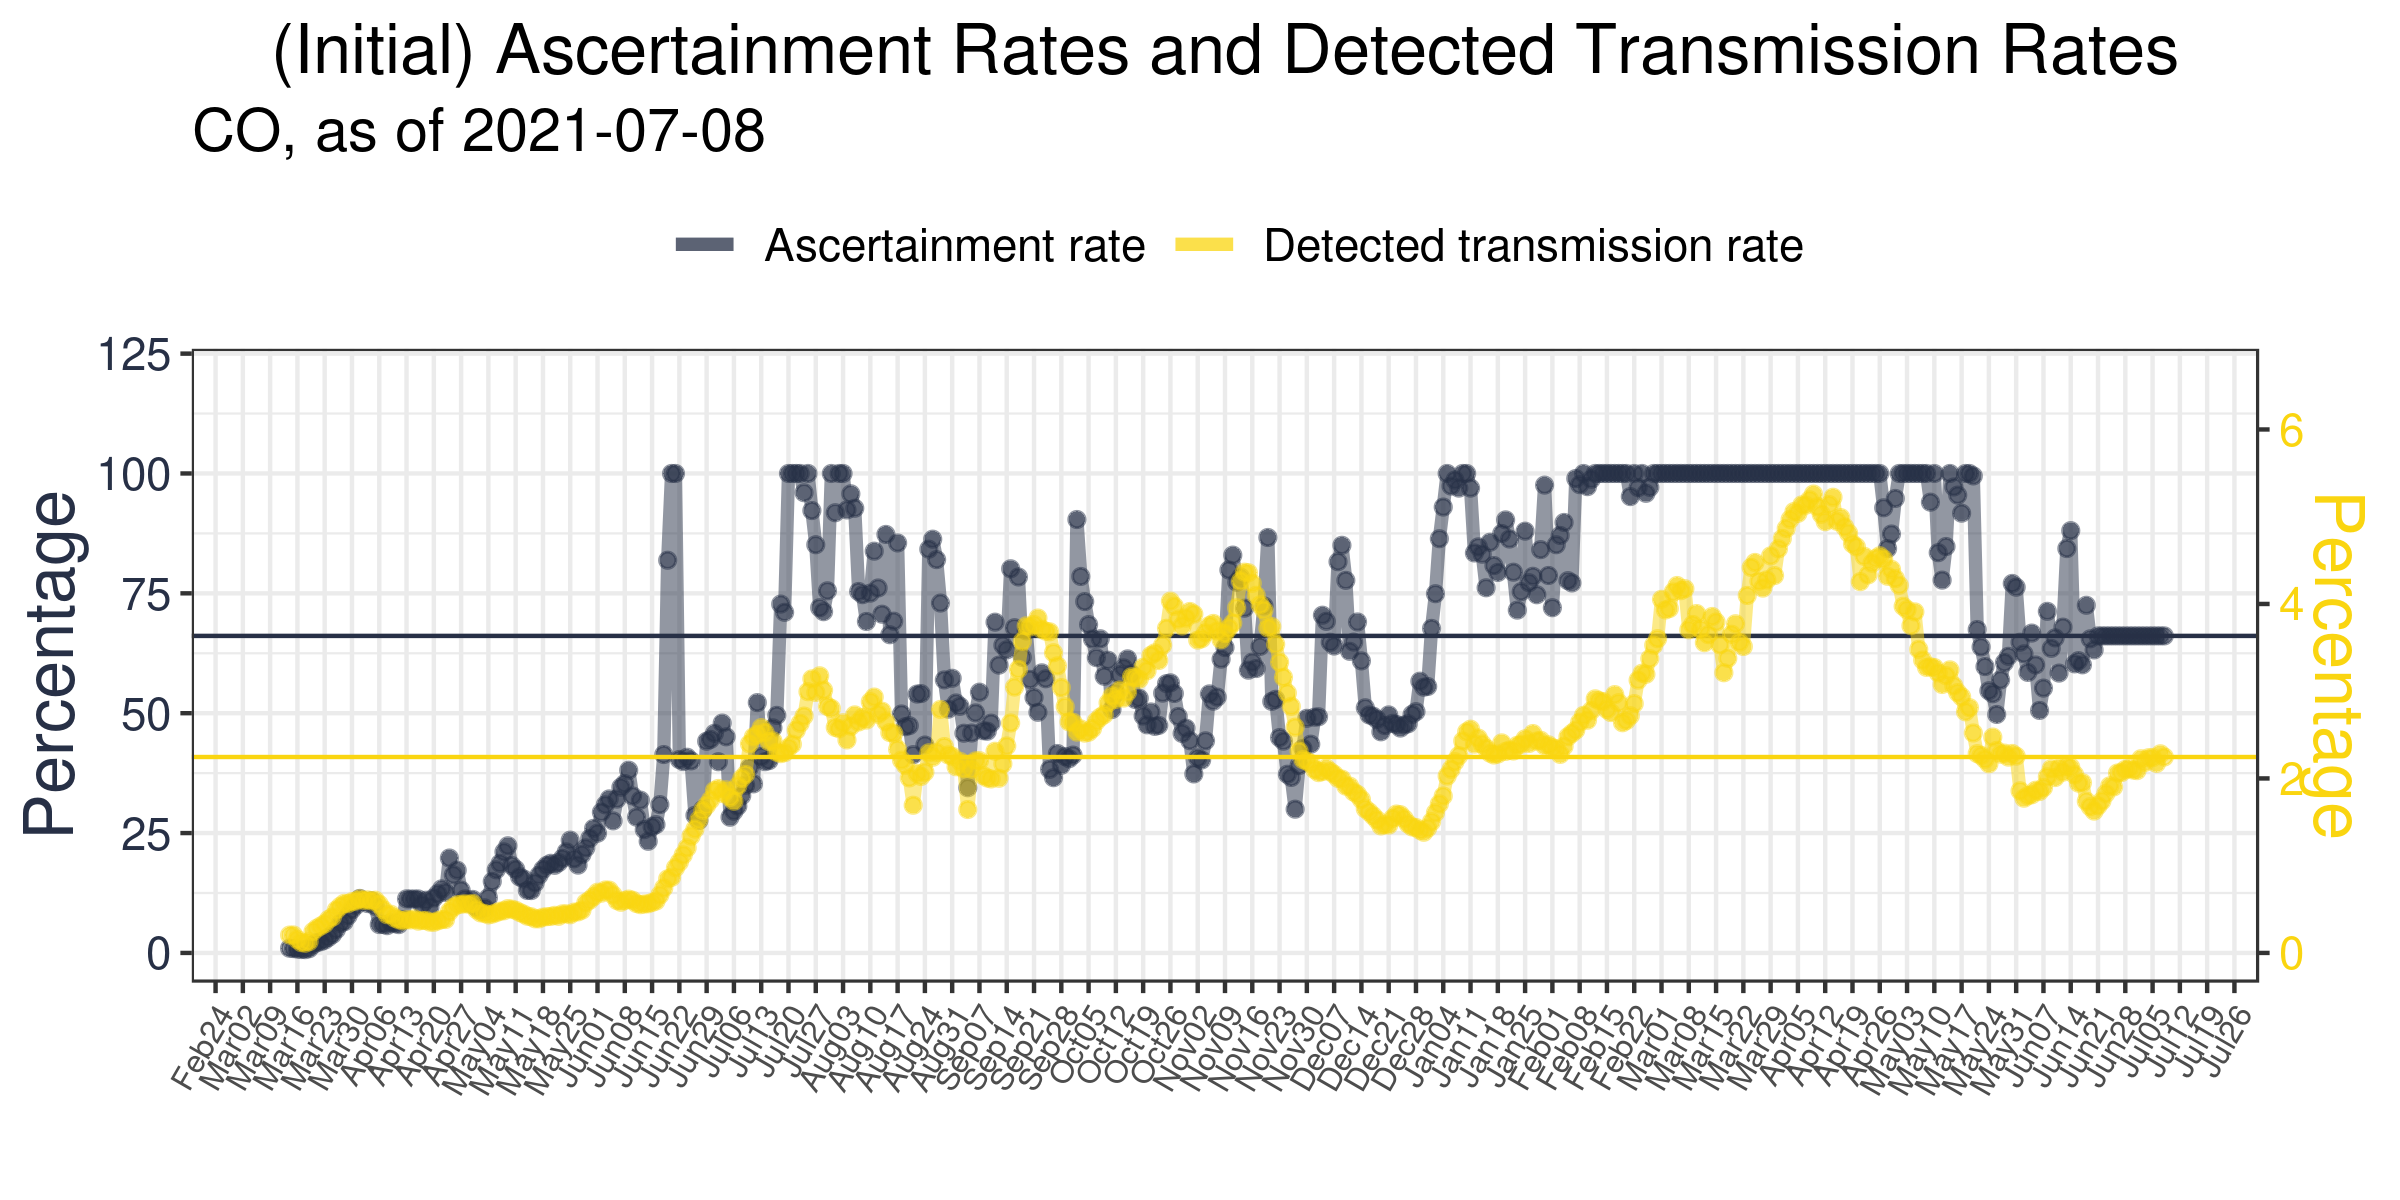 (Initial) Ascertainment Rates and Detected Transmission Rates
CO, as of 2021-07-08
Ascertainment rate
Detected transmission rate
125
100
75
50
25
0
Percentage
6
4
2
0
Percentage
Feb24
Mar02
Mar09
Mar16
Mar23
Mar30
Apr06
Apr13
Apr20
Apr27
May04
May11
May18
May25
Jun01
Jun08
Jun15
Jun22
Jun29
Jul06
Jul13
Jul20
Jul27
Aug03
Aug10
Aug17
Aug24
Aug31
Sep07
Sep14
Sep21
Sep28
Oct05
Oct12
Oct19
Oct26
Nov02
Nov09
Nov16
Nov23
Nov30
Dec07
Dec14
Dec21
Dec28
Jan04
Jan11
Jan18
Jan25
Feb01
Feb08
Feb15
Feb22
Mar01
Mar08
Mar15
Mar22
Mar29
Apr05
Apr12
Apr19
Apr26
May03
May10
May17
May24
May31
Jun07
Jun14
Jun21
Jun28
Jul05
Jul12
Jul19
Jul26